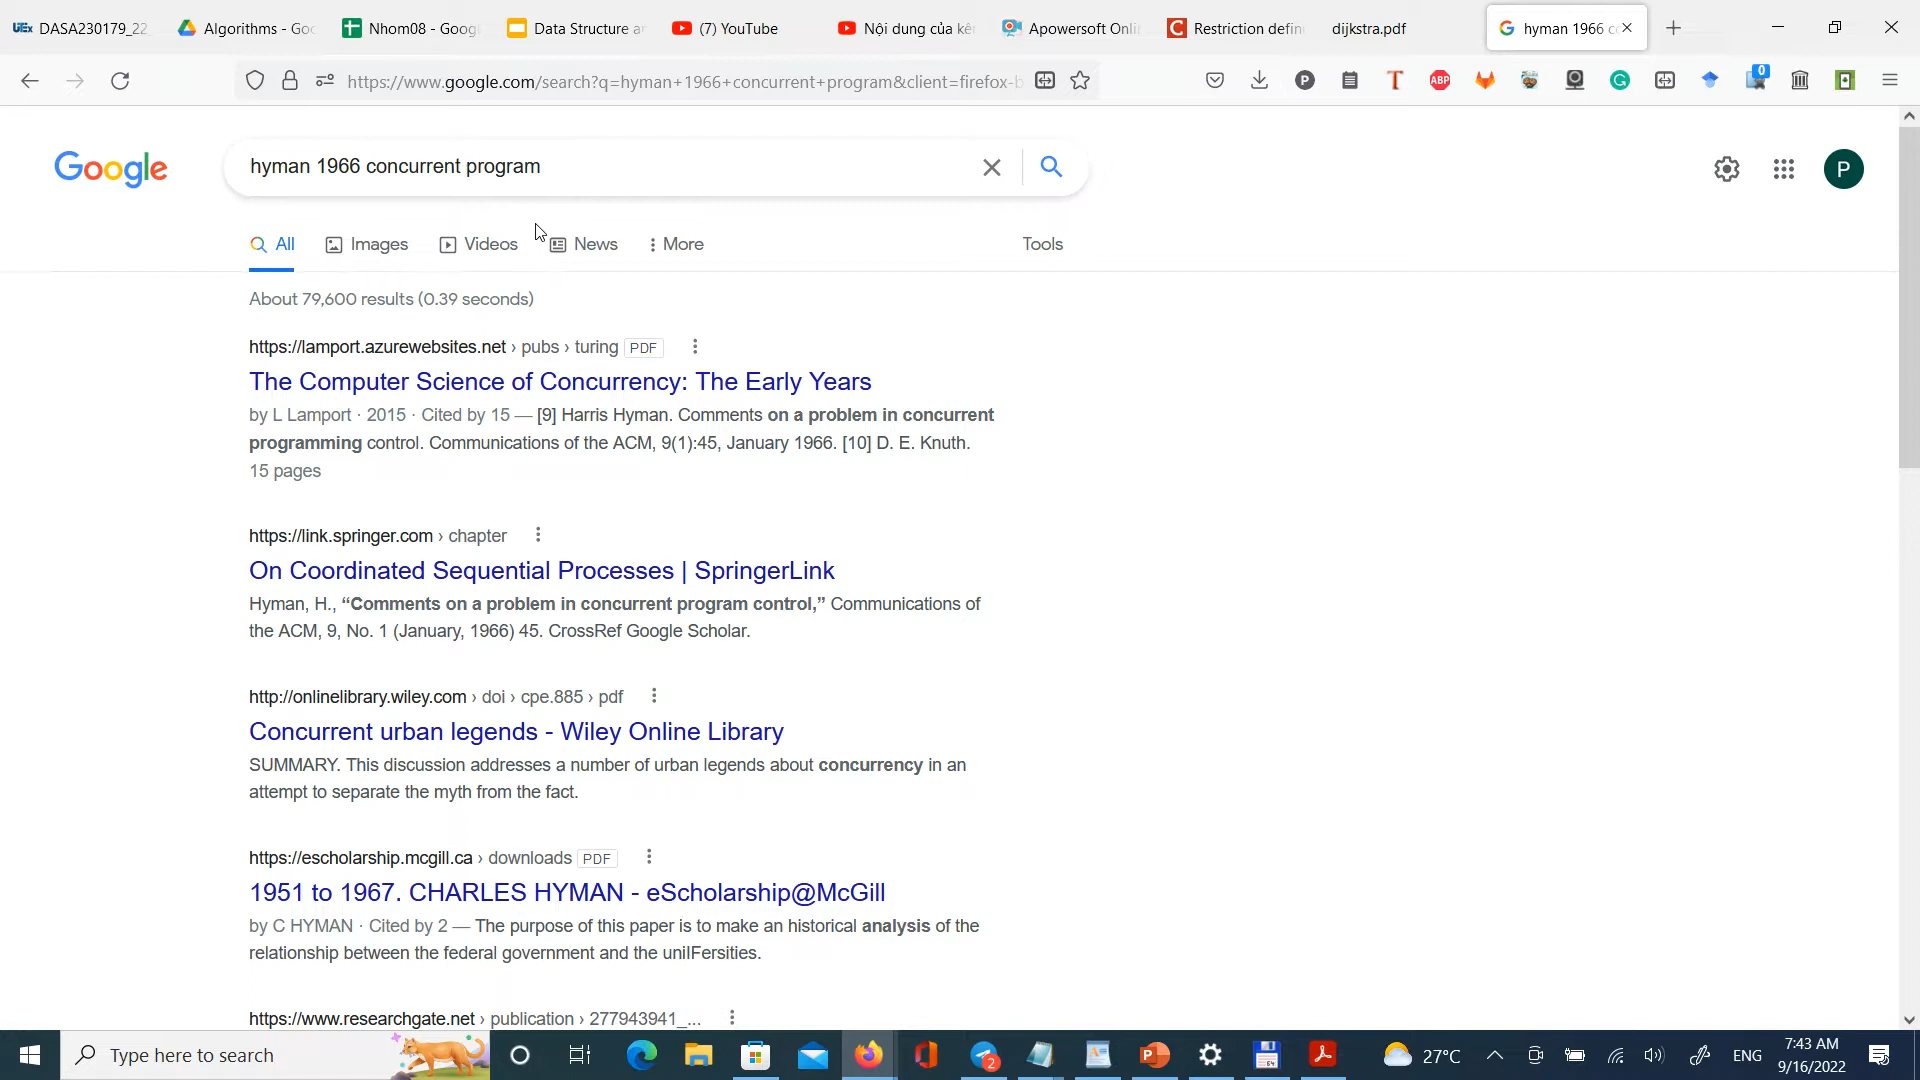 DASA230179_22
Algorithms - Goo
Nhom08 - Googl
Data Structure an
(7) YouTube
Nội dung của kên
Apowersoft Onli
Restriction defin
dijkstra.pdf
hyman 1966 co
https://www.google.com/search?q=hyman+1966+concurrent+program&client=firefox-b
0
Google
hyman 1966 concurrent program
P
All
Images
Videos
News
More
Tools
About 79,600 results (0.39 seconds)
https://lamport.azurewebsites.net › pubs › turing PDF
The Computer Science of Concurrency: The Early Years
by L Lamport · 2015 · Cited by 15 — [9] Harris Hyman. Comments on a problem in concurrent
programming control. Communications of the ACM, 9(1):45, January 1966. [10] D. E. Knuth.
15 pages
https://link.springer.com › chapter
On Coordinated Sequential Processes | SpringerLink
Hyman, H., “Comments on a problem in concurrent program control,” Communications of
the ACM, 9, No. 1 (January, 1966) 45. CrossRef Google Scholar.
http://onlinelibrary.wiley.com › doi › cpe.885 › pdf
Concurrent urban legends - Wiley Online Library
SUMMARY. This discussion addresses a number of urban legends about concurrency in an
attempt to separate the myth from the fact.
https://escholarship.mcgill.ca › downloads PDF
1951 to 1967. CHARLES HYMAN - eScholarship@McGill
by C HYMAN · Cited by 2 — The purpose of this paper is to make an historical analysis of the
relationship between the federal government and the unilFersities.
https://www.researchgate.net › publication › 277943941_...
Type here to search
2
27°C
ENG
7:43 AM
9/16/2022